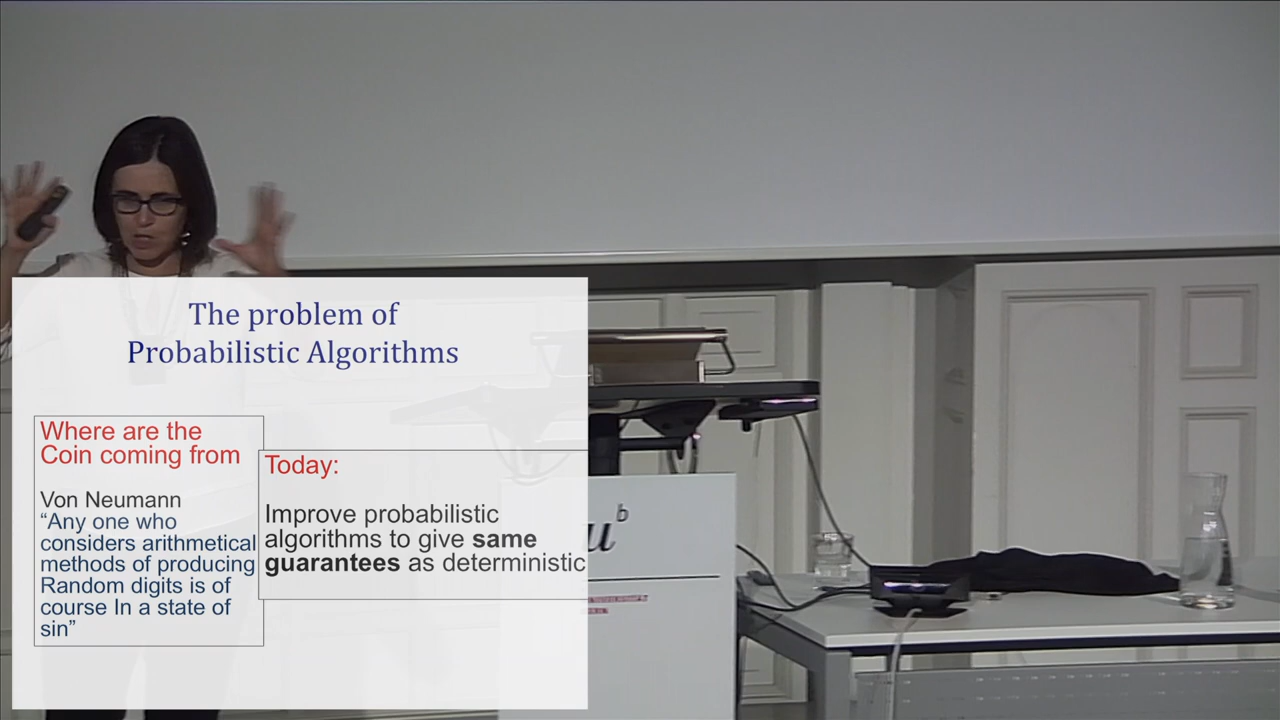 The problem of
Probabilistic Algorithms
Where are the
Coin coming from
Von Neumann
“Any one who
considers arithmetical
methods of producing
Random digits is of
course In a state of
sin”
Today:
Improve probabilistic
algorithms to give same
guarantees as deterministic
u b